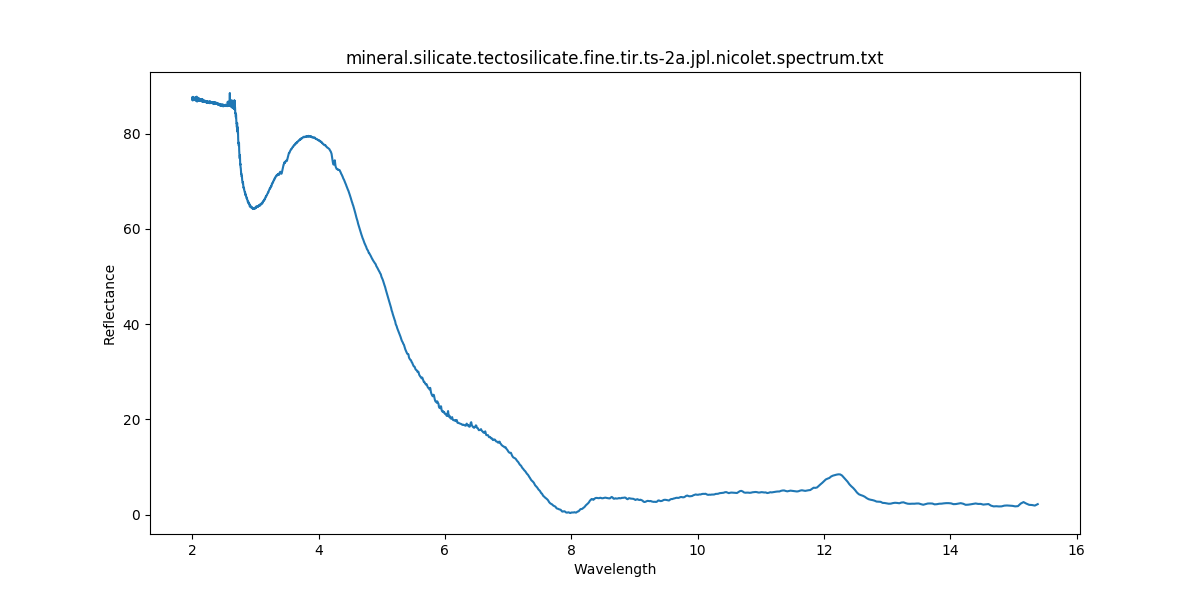 mineral.silicate.tectosilicate.fine.tir.ts-2a.jpl.nicolet.spectrum.txt
Reflectance
80
60
40
20
0
2 4 6 8 10 12 14 16
Wavelength